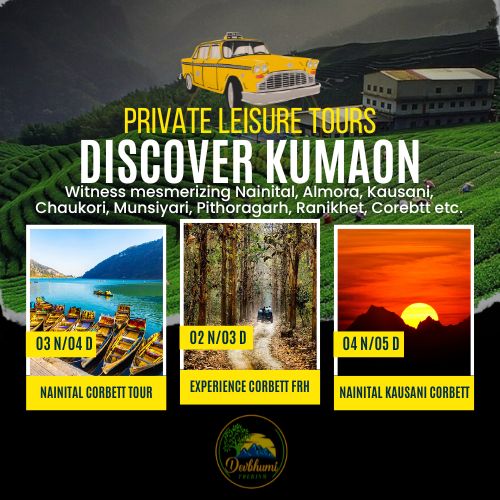 PRIVATE LEISURE TOURS
DISCOVER KUMAON
Witness mesmerizing Nainital, Almora, Kausani,
Chaukori, Munsiyari, Pithoragarh, Ranikhet, Corebtt etc.
03 N/04 D
NAINITAL CORBETT TOUR
02 N/03 D
EXPERIENCE CORBETT FRH
04 N/05 D
NAINITAL KAUSANI CORBETT
Devbhumi
TOURISM